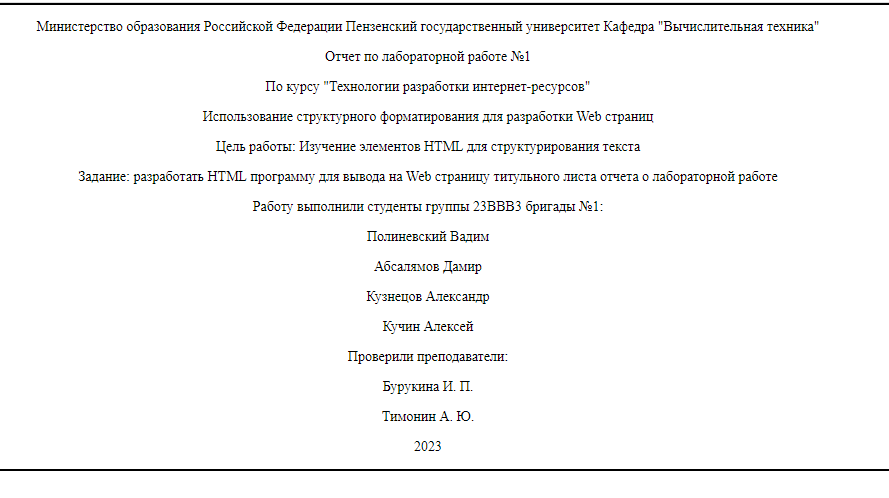 Министерство образования Российской Федерации Пензенский государственный университет Кафедра "Вычислительная техника"
Отчет по лабораторной работе №1
По курсу "Технологии разработки интернет-ресурсов"
Использование структурного форматирования для разработки Web страниц
Цель работы: Изучение элементов HTML для структурирования текста
Задание: разработать HTML программу для вывода на Web страницу титульного листа отчета о лабораторной работе
Работу выполнили студенты группы 23ВВВ3 бригады №1:
Полиневский Вадим
Абсалямов Дамир
Кузнецов Александр
Кучин Алексей
Проверили преподаватели:
Бурукина И. П.
Тимонин А. Ю.
2023